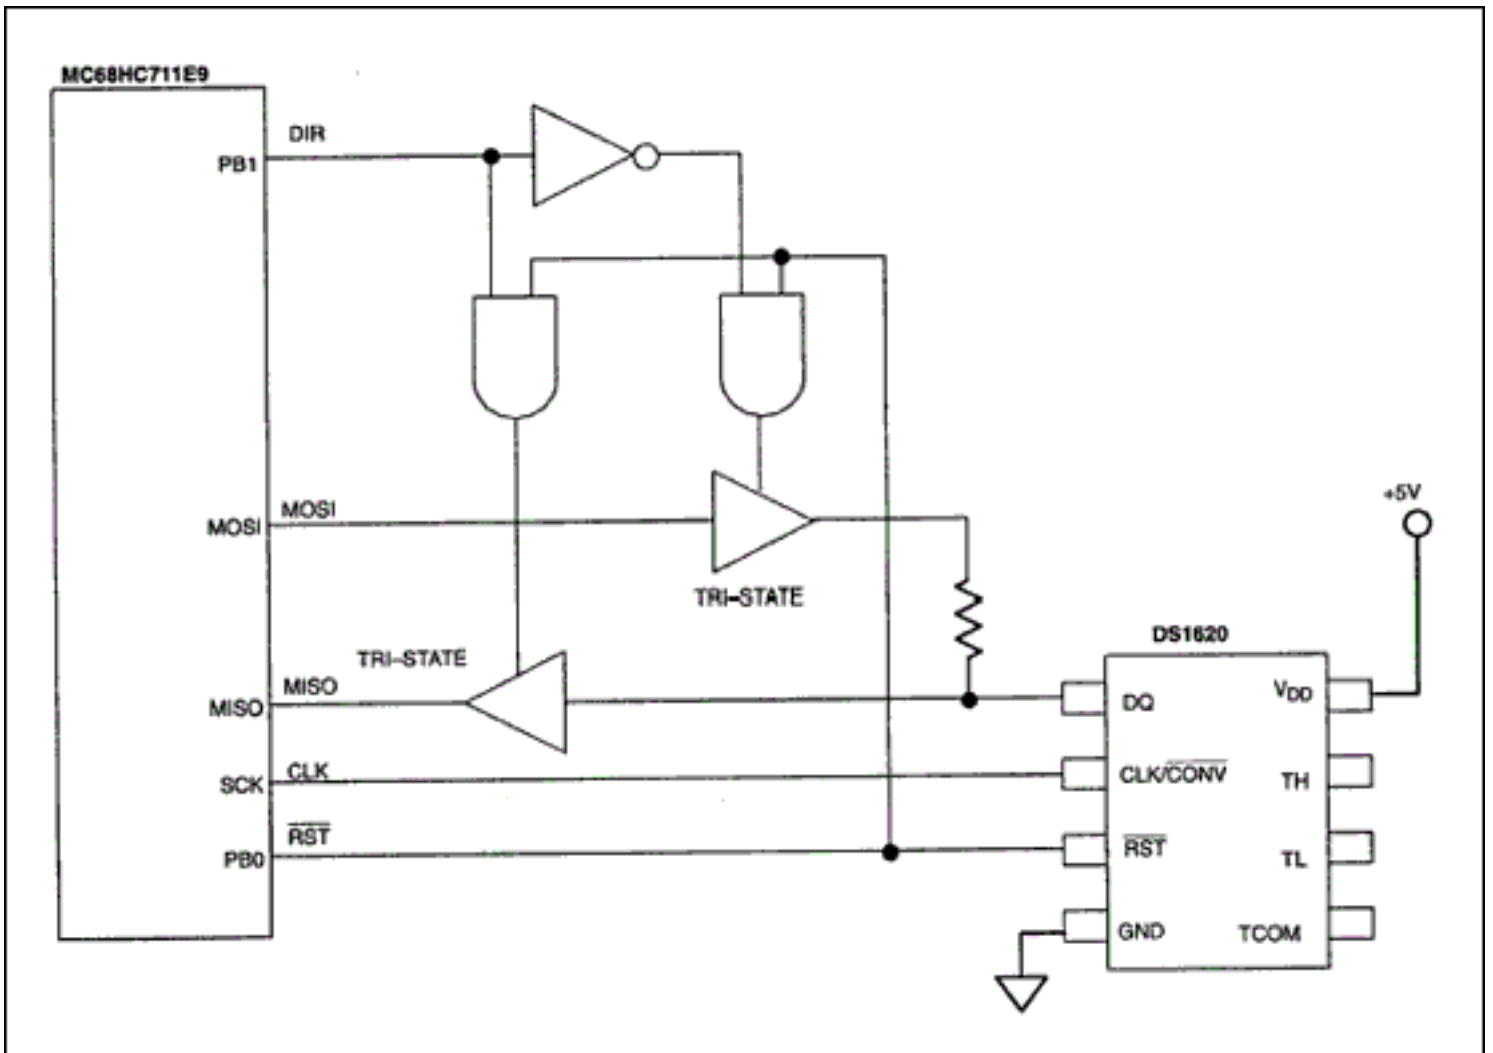 MC68HC711E9
DIR
PB1
MOSI
MOSI
TRI-STATE
+5V
DS1620
TRI-STATE
MISO
MISO
DQ
VDD
SCK
CLK
CLK/CONV
TH
PB0
RST
RST
TL
GND
TCOM